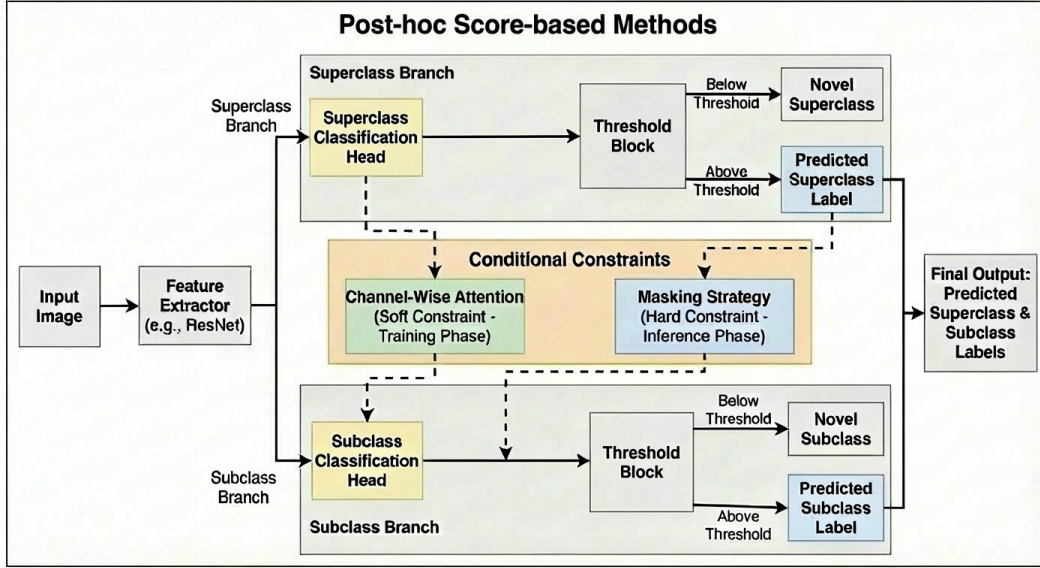 Post-hoc Score-based Methods
Superclass Branch
Superclass
Branch
Superclass
Classification
Head
Threshold
Block
Below
Threshold
Novel
Superclass
Above
Threshold
Predicted
Superclass
Label
Conditional Constraints
Input
Image
Feature
Extractor
(e.g., ResNet)
Channel-Wise Attention
(Soft Constraint -
Training Phase)
Masking Strategy
(Hard Constraint -
Inference Phase)
Final Output:
Predicted
Superclass &
Subclass
Labels
Subclass
Branch
Subclass
Classification
Head
Threshold
Block
Below
Threshold
Novel
Subclass
Above
Threshold
Predicted
Subclass
Label
Subclass Branch